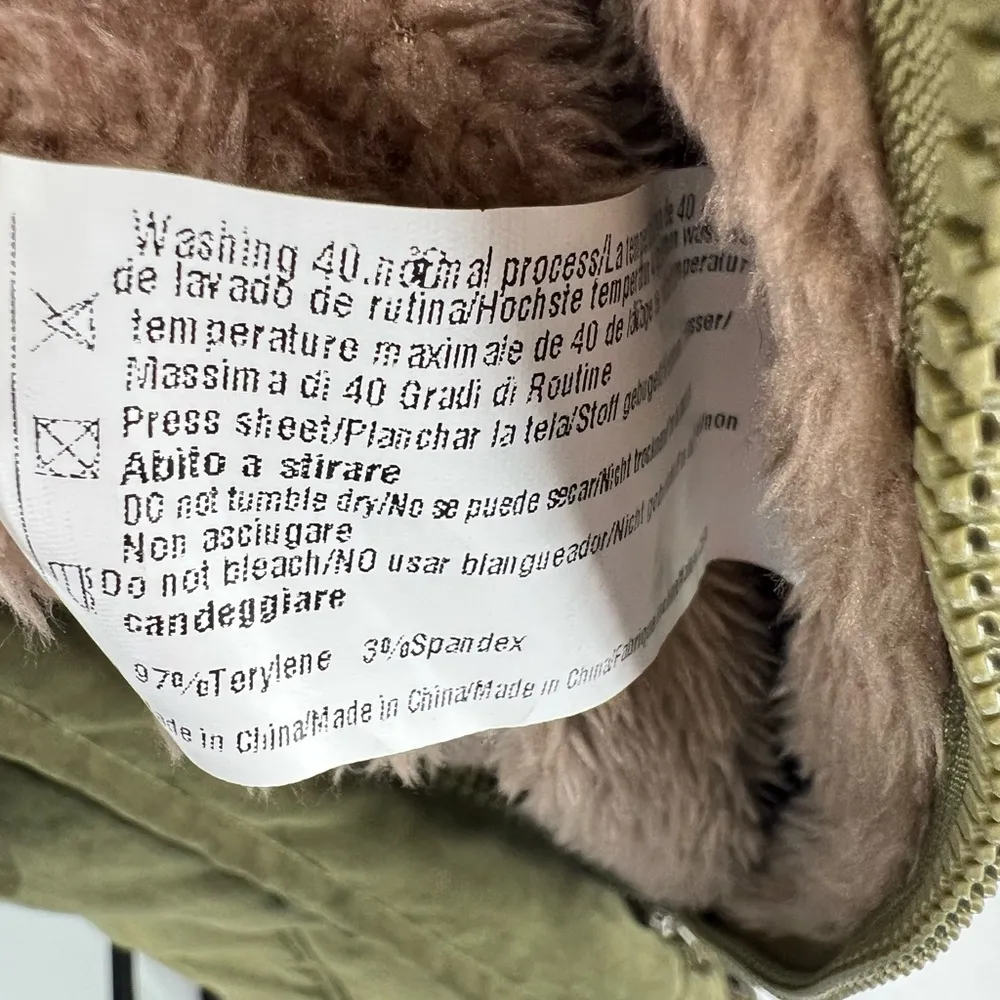 Washing 40.normal process/La
de lavado de rutina/Hochste
temperature maximale de 40 de
Massima di 40 Gradi di Routine
Press sheet/Planchar la tela/Stoff
Abito a stirare
DO not tumble dry/No se puede secar/Nicht
Non asciugare
Do not bleach/NO usar blangueador/Nicht
candeggiare
97%Terylene 3%Spandex
in China/Made in China/Made in China/